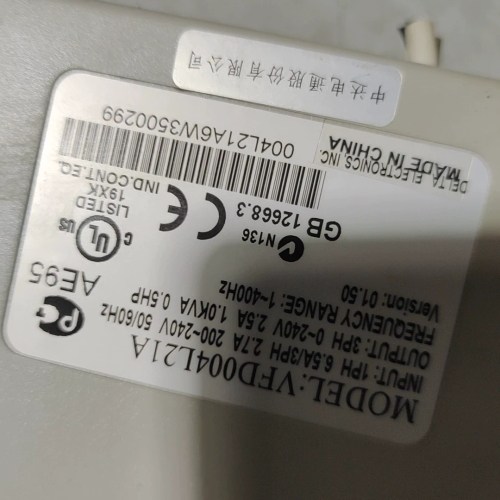 MODEL:VFD004L21A
INPUT: 1PH 6.5A/3PH 2.7A 200~240V 50/60Hz
OUTPUT: 3PH 0~240V 2.5A 1.0KVA 0.5HP
FREQUENCY RANGE: 1~400Hz
Version: 01.50
AE95
N136
GB 12668.3
C UL US
LISTED
19XK
IND.CONT.EQ.
CE
004L21A6W3500299
DELTA ELECTRONICS, INC.
MADE IN CHINA
中达电通股份有限公司